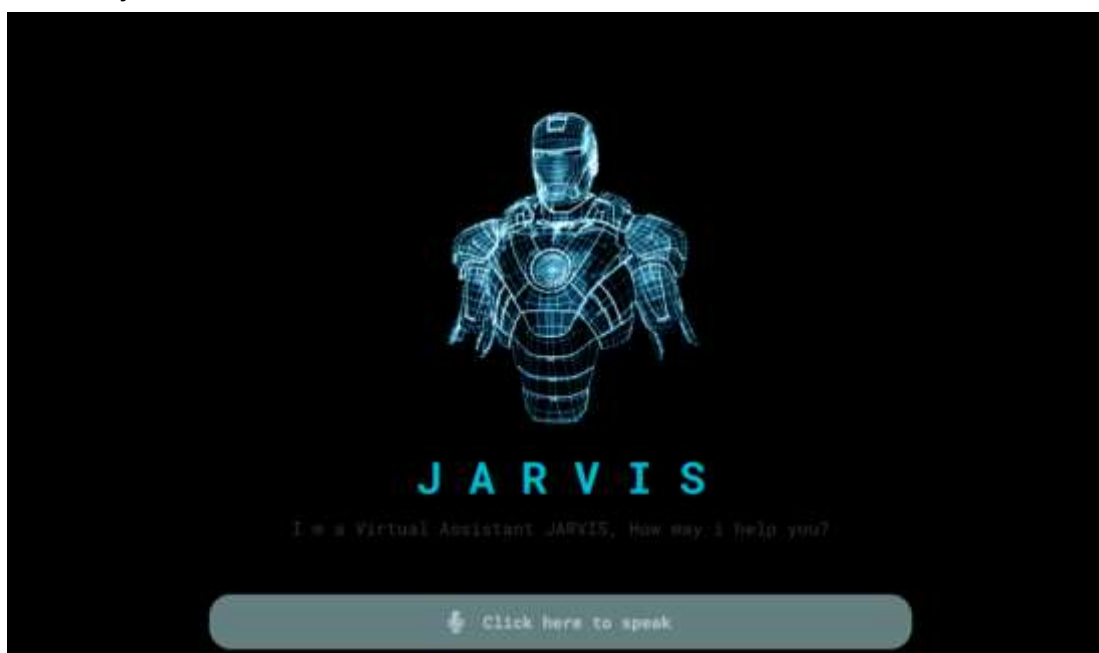 J A R V I S
I m a Virtual Assistant JARVIS, How may i help you?
Click here to speak